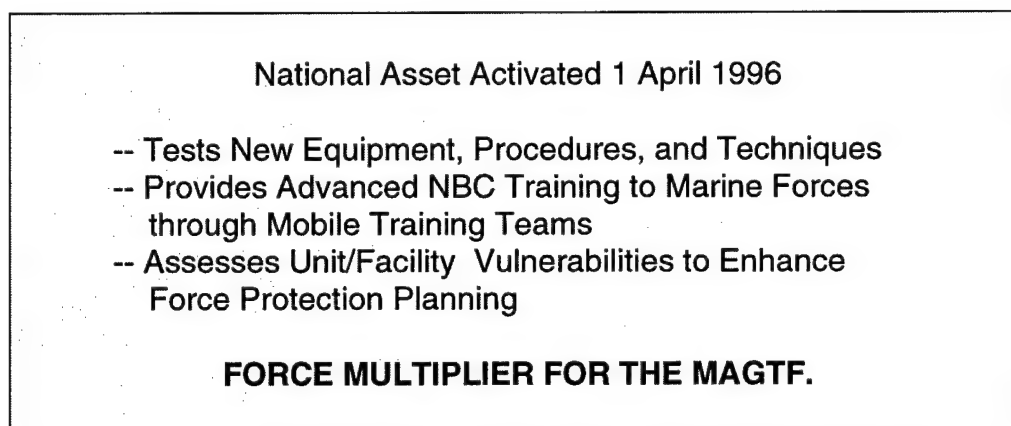 National Asset Activated 1 April 1996
-- Tests New Equipment, Procedures, and Techniques
-- Provides Advanced NBC Training to Marine Forces
through Mobile Training Teams
-- Assesses Unit/Facility Vulnerabilities to Enhance
Force Protection Planning
FORCE MULTIPLIER FOR THE MAGTF.